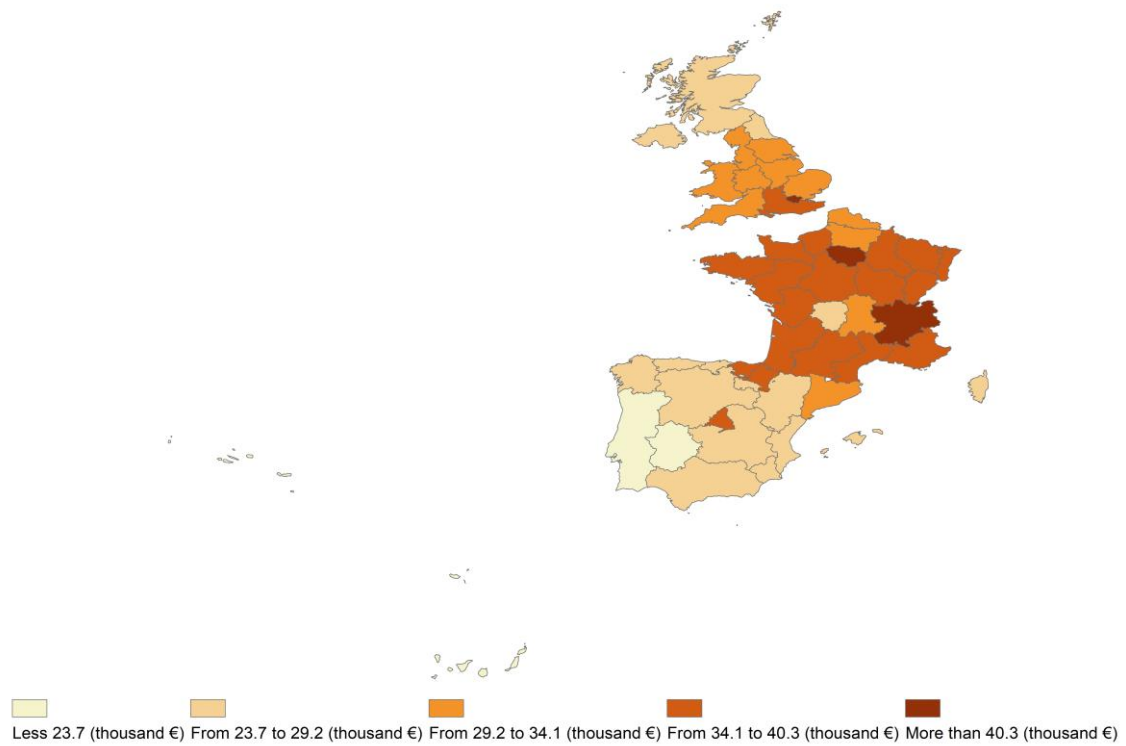 Less 23.7 (thousand €) From 23.7 to 29.2 (thousand €) From 29.2 to 34.1 (thousand €) From 34.1 to 40.3 (thousand €) More than 40.3 (thousand €)